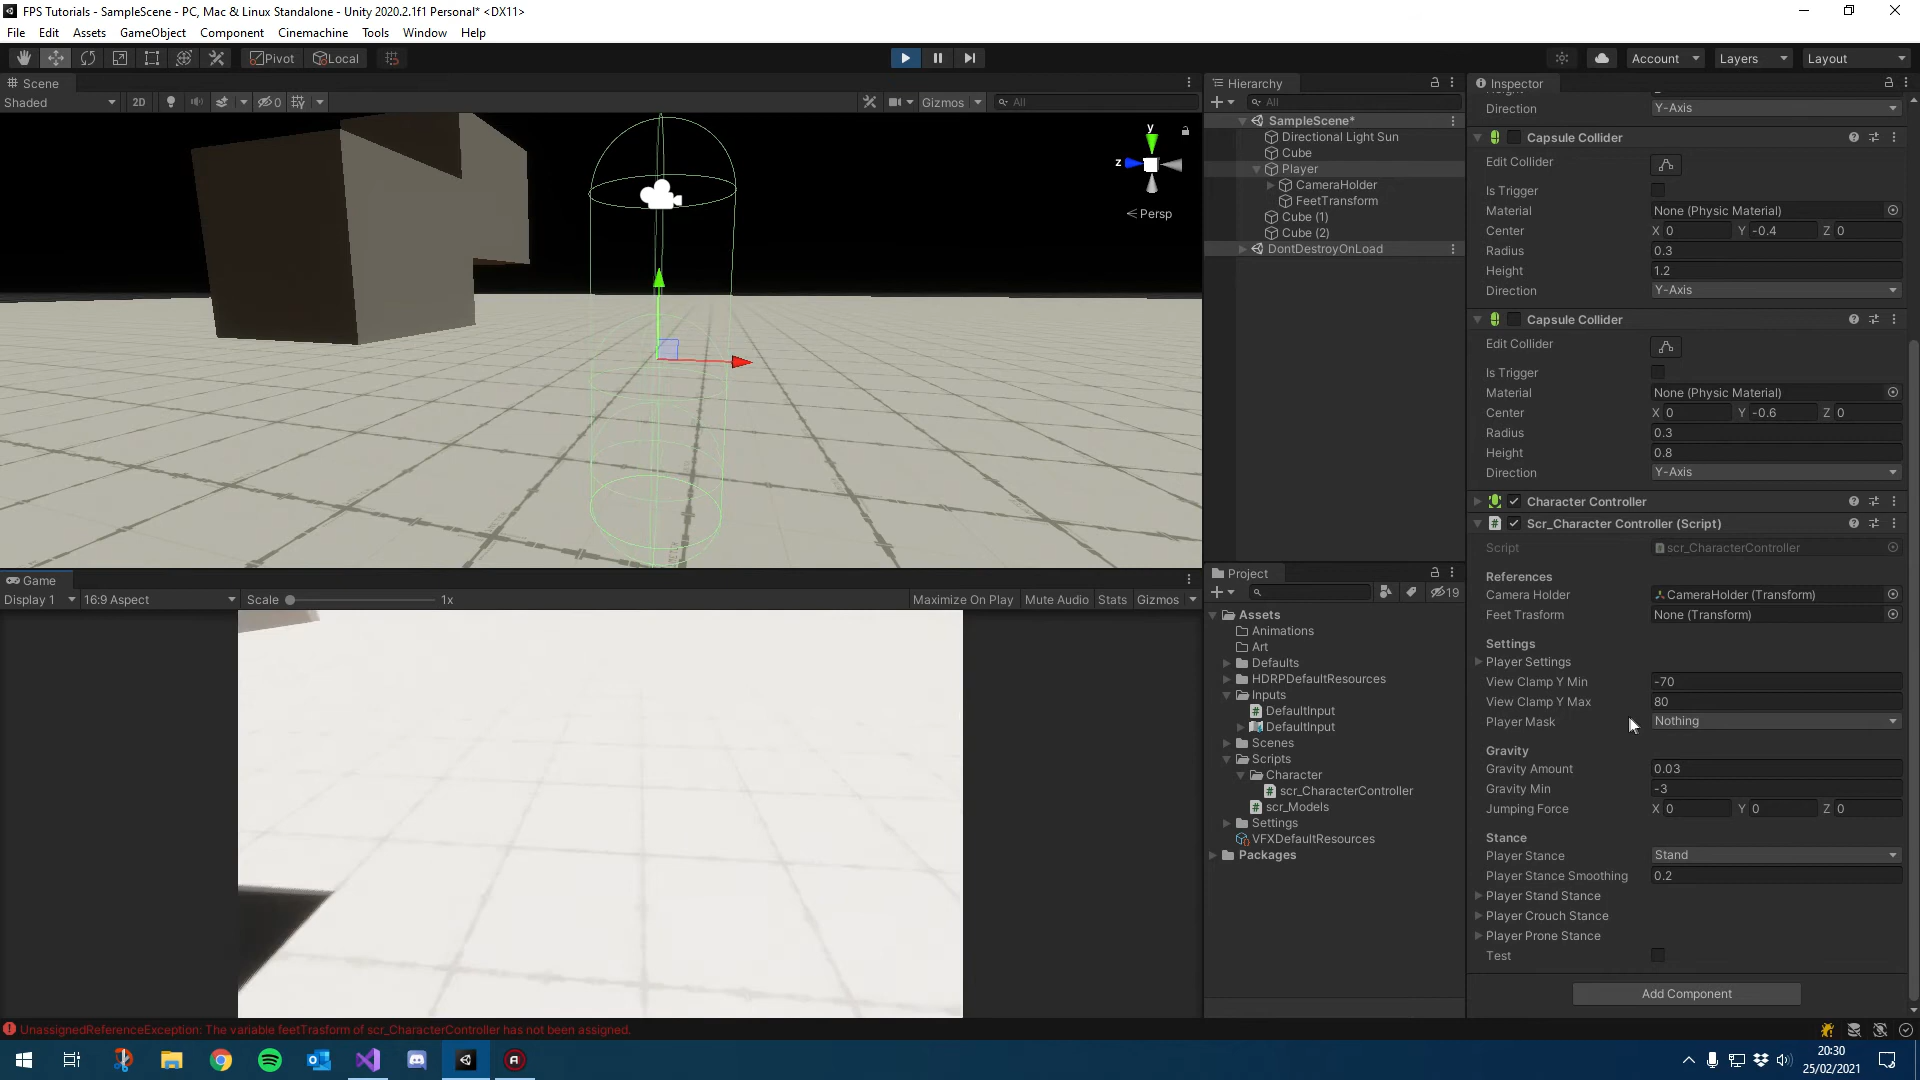 FPS Tutorials - SampleScene - PC, Mac & Linux Standalone - Unity 2020.2.1f1 Personal* <DX11>
File Edit Assets GameObject Component Cinemachine Tools Window Help
Pivot Local Account Layers Layout
Scene
Shaded 2D 0 Gizmos All
y
z
Persp
Game
Display 1 16:9 Aspect Scale 1x Maximize On Play Mute Audio Stats Gizmos
Hierarchy
All
SampleScene*
Directional Light Sun
Cube
Player
CameraHolder
FeetTransform
Cube (1)
Cube (2)
DontDestroyOnLoad
Project
19
Assets
Animations
Art
Defaults
HDRPDefaultResources
Inputs
DefaultInput
DefaultInput
Scenes
Scripts
Character
scr_CharacterController
scr_Models
Settings
VFXDefaultResources
Packages
Inspector
Direction Y-Axis
Capsule Collider
Edit Collider
Is Trigger
Material None (Physic Material)
Center X 0 Y -0.4 Z 0
Radius 0.3
Height 1.2
Direction Y-Axis
Capsule Collider
Edit Collider
Is Trigger
Material None (Physic Material)
Center X 0 Y -0.6 Z 0
Radius 0.3
Height 0.8
Direction Y-Axis
Character Controller
Scr_Character Controller (Script)
Script scr_CharacterController
References
Camera Holder CameraHolder (Transform)
Feet Trasform None (Transform)
Settings
Player Settings
View Clamp Y Min -70
View Clamp Y Max 80
Player Mask Nothing
Gravity
Gravity Amount 0.03
Gravity Min -3
Jumping Force X 0 Y 0 Z 0
Stance
Player Stance Stand
Player Stance Smoothing 0.2
Player Stand Stance
Player Crouch Stance
Player Prone Stance
Test
Add Component
UnassignedReferenceException: The variable feetTrasform of scr_CharacterController has not been assigned.
20:30
25/02/2021